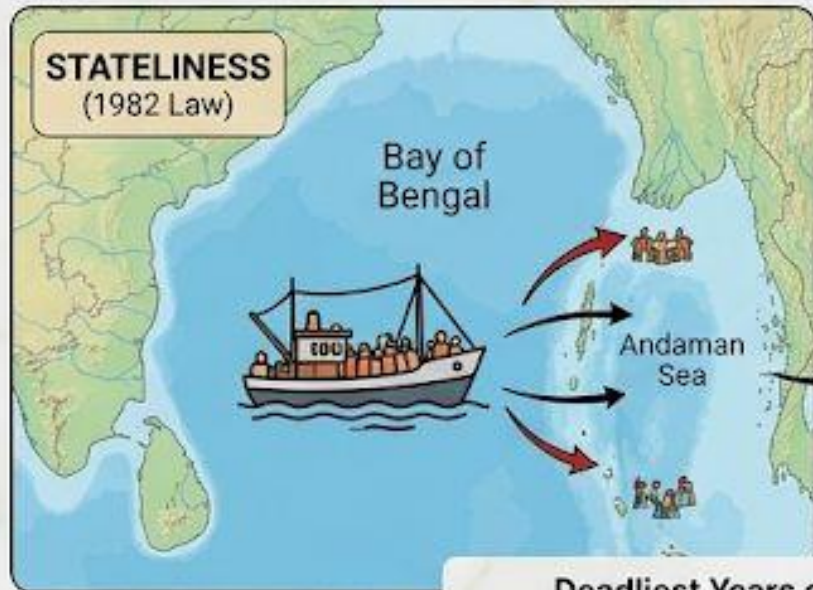 STATELINESS
(1982 Law)
Bay of
Bengal
Andaman
Sea
Deadliest Years